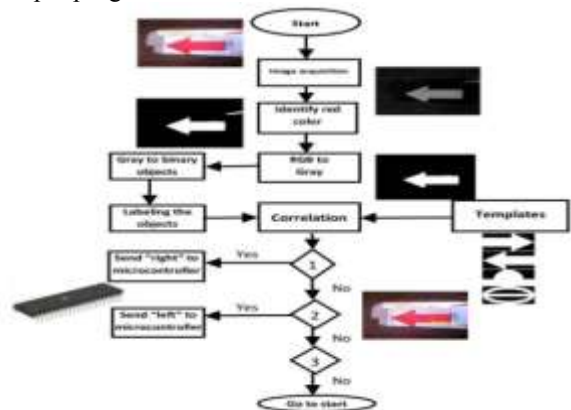 Start
Image acquisition
Identify red
color
RGB to
Gray
Gray to binary
objects
Labeling the
objects
Correlation
Templates
Send "right" to
microcontroller
Yes
1
No
Send "left" to
microcontroller
Yes
2
No
3
No
Go to start